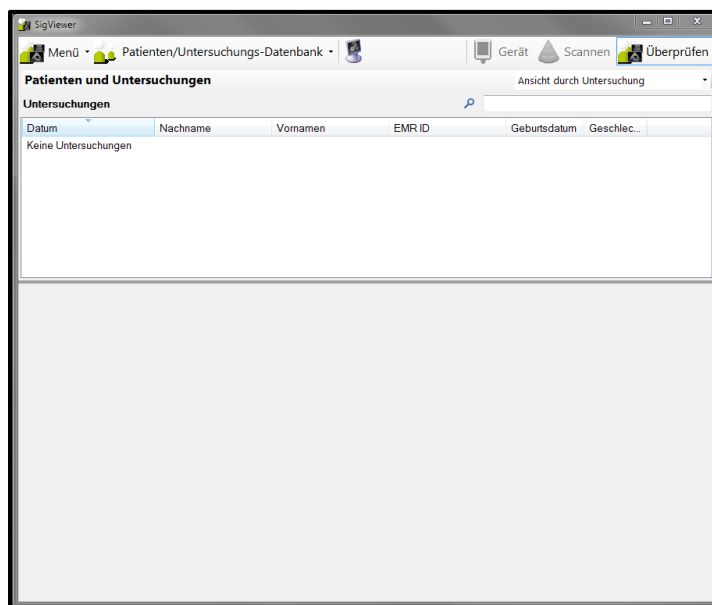 SigViewer
Menü Patienten/Untersuchungs-Datenbank Gerät Scannen Überprüfen
Patienten und Untersuchungen Ansicht durch Untersuchung
Untersuchungen
Datum Nachname Vornamen EMR ID Geburtsdatum Geschlec...
Keine Untersuchungen